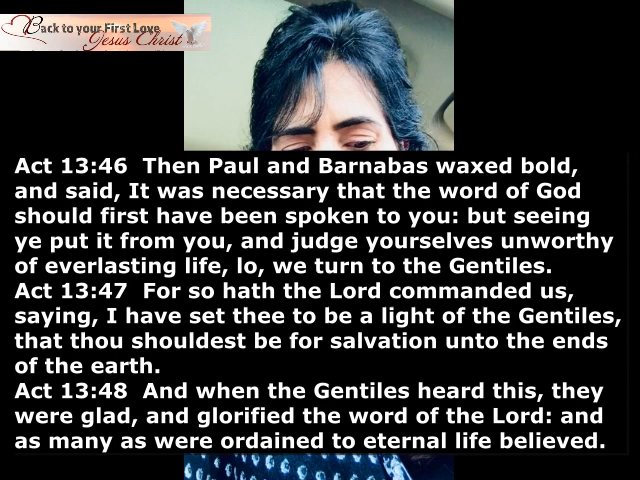 Back to your First Love
Jesus Christ
Act 13:46  Then Paul and Barnabas waxed bold,
and said, It was necessary that the word of God
should first have been spoken to you: but seeing
ye put it from you, and judge yourselves unworthy
of everlasting life, lo, we turn to the Gentiles.
Act 13:47  For so hath the Lord commanded us,
saying, I have set thee to be a light of the Gentiles,
that thou shouldest be for salvation unto the ends
of the earth.
Act 13:48  And when the Gentiles heard this, they
were glad, and glorified the word of the Lord: and
as many as were ordained to eternal life believed.